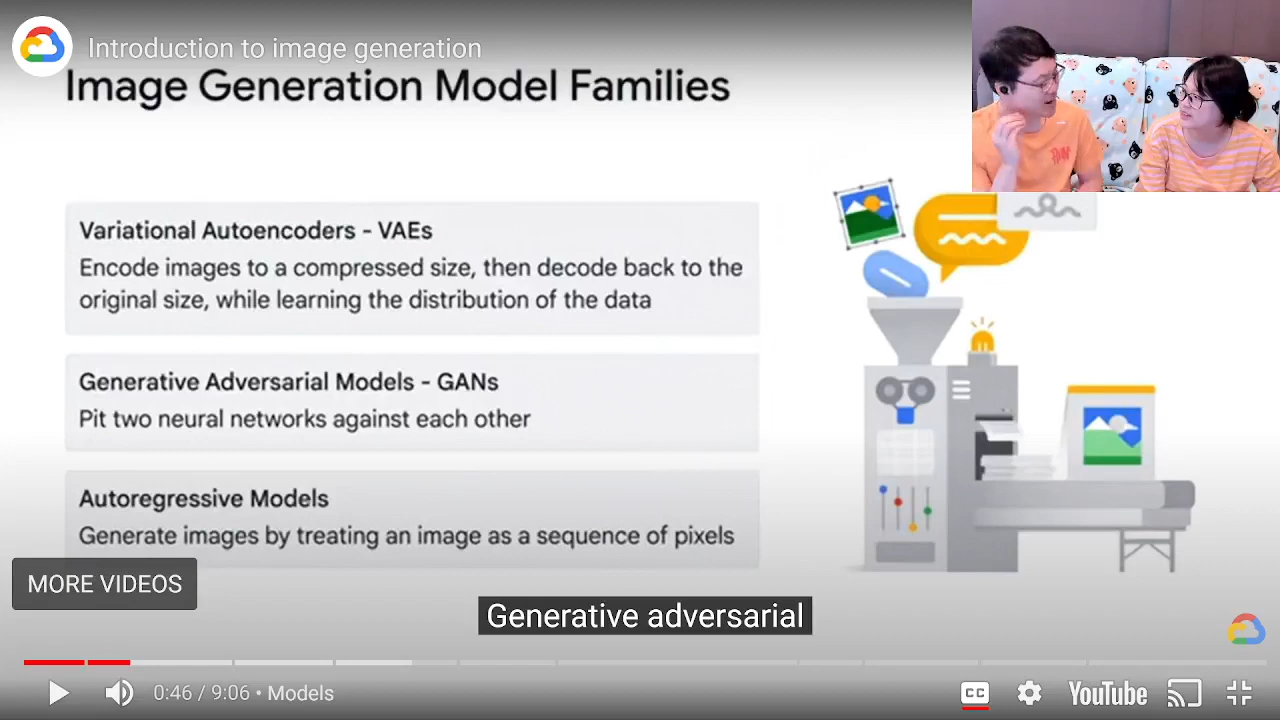 Introduction to image generation
Image Generation Model Families
Variational Autoencoders - VAEs
Encode images to a compressed size, then decode back to the
original size, while learning the distribution of the data
Generative Adversarial Models - GANs
Pit two neural networks against each other
Autoregressive Models
Generate images by treating an image as a sequence of pixels
MORE VIDEOS
Generative adversarial
0:46 / 9:06 • Models
CC
YouTube